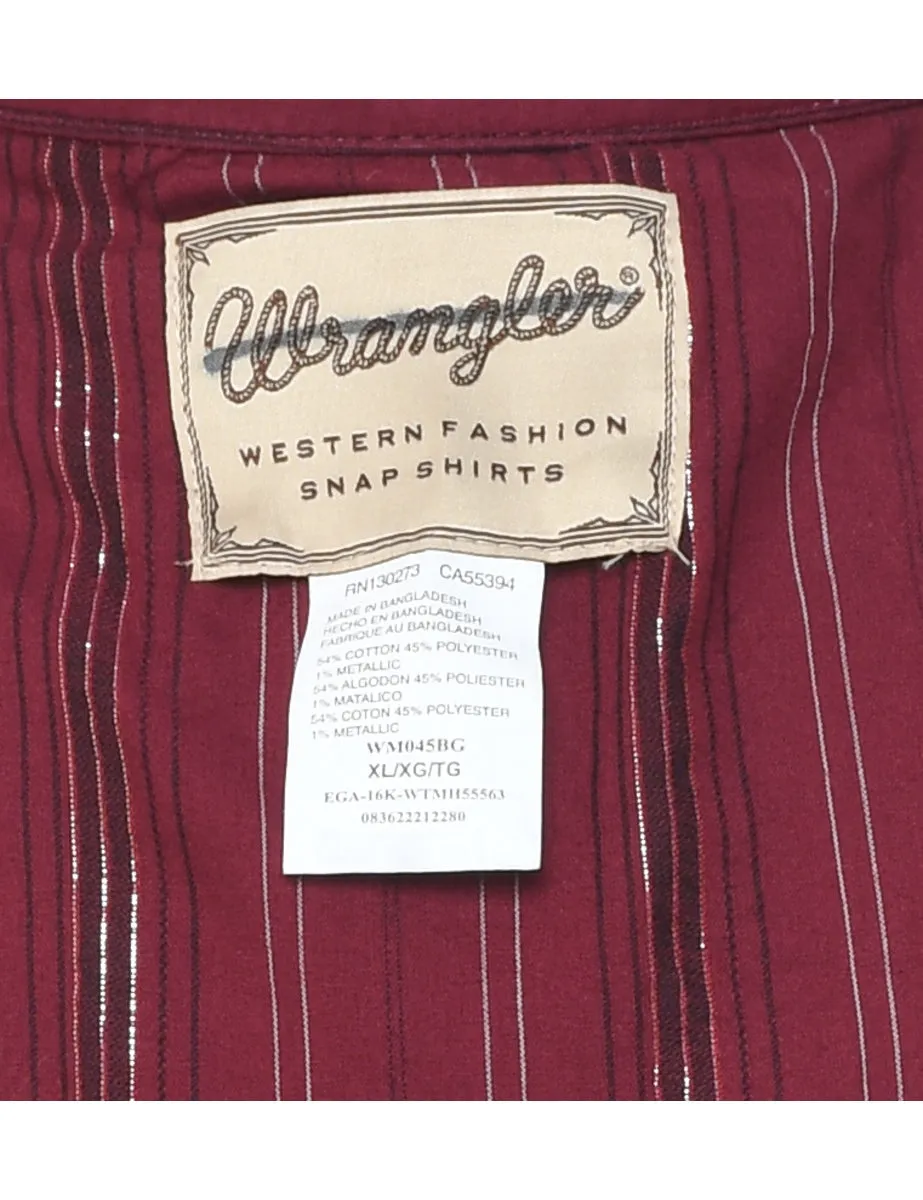 Wrangler®
WESTERN FASHION
SNAP SHIRTS
RN130273 CA55394
MADE IN BANGLADESH
HECHO EN BANGLADESH
FABRIQUE AU BANGLADESH
54% COTTON 45% POLYESTER
1% METALLIC
54% ALGODON 45% POLIESTER
1% MATALICO
54% COTON 45% POLYESTER
1% METALLIC
WM045BG
XL/XG/TG
EGA-16K-WTMH55563
083622212280